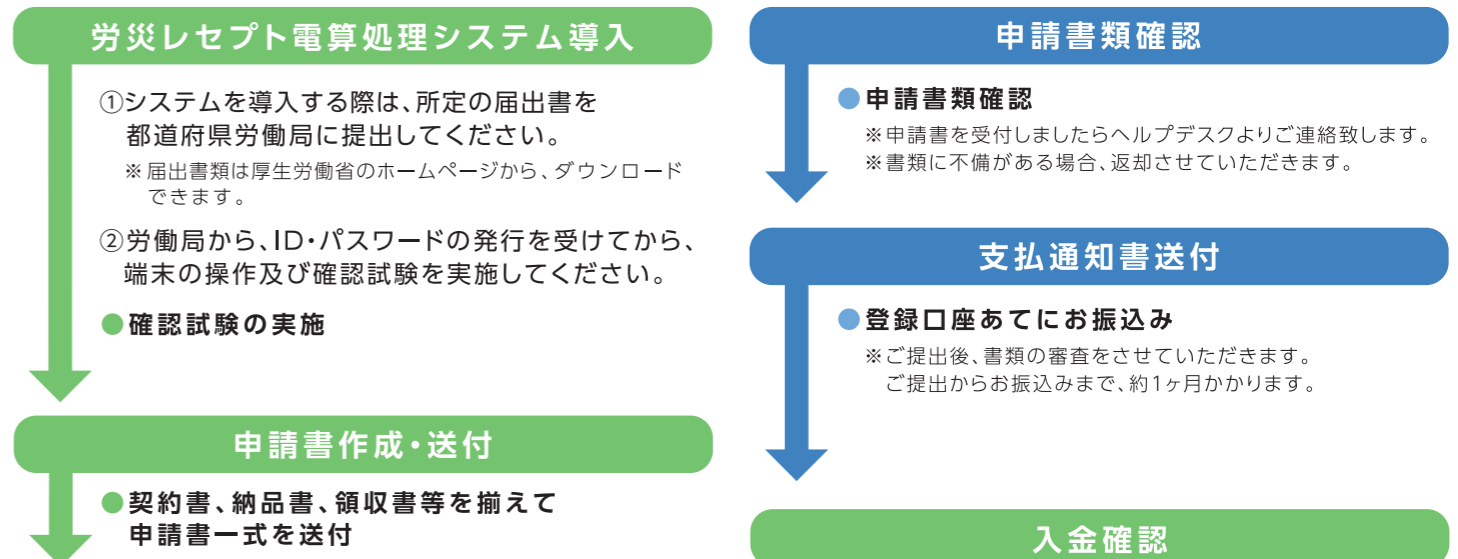 労災レセプト電算処理システム導入
①システムを導入する際は、所定の届出書を
都道府県労働局に提出してください。
※届出書類は厚生労働省のホームページから、ダウンロード
できます。
②労働局から、ID・パスワードの発行を受けてから、
端末の操作及び確認試験を実施してください。
●確認試験の実施
申請書作成・送付
●契約書、納品書、領収書等を揃えて
申請書一式を送付
申請書類確認
●申請書類確認
※申請書を受付しましたらヘルプデスクよりご連絡致します。
※書類に不備がある場合、返却させていただきます。
支払通知書送付
●登録口座あてにお振込み
※ご提出後、書類の審査をさせていただきます。
ご提出からお振込みまで、約1ヶ月かかります。
入金確認